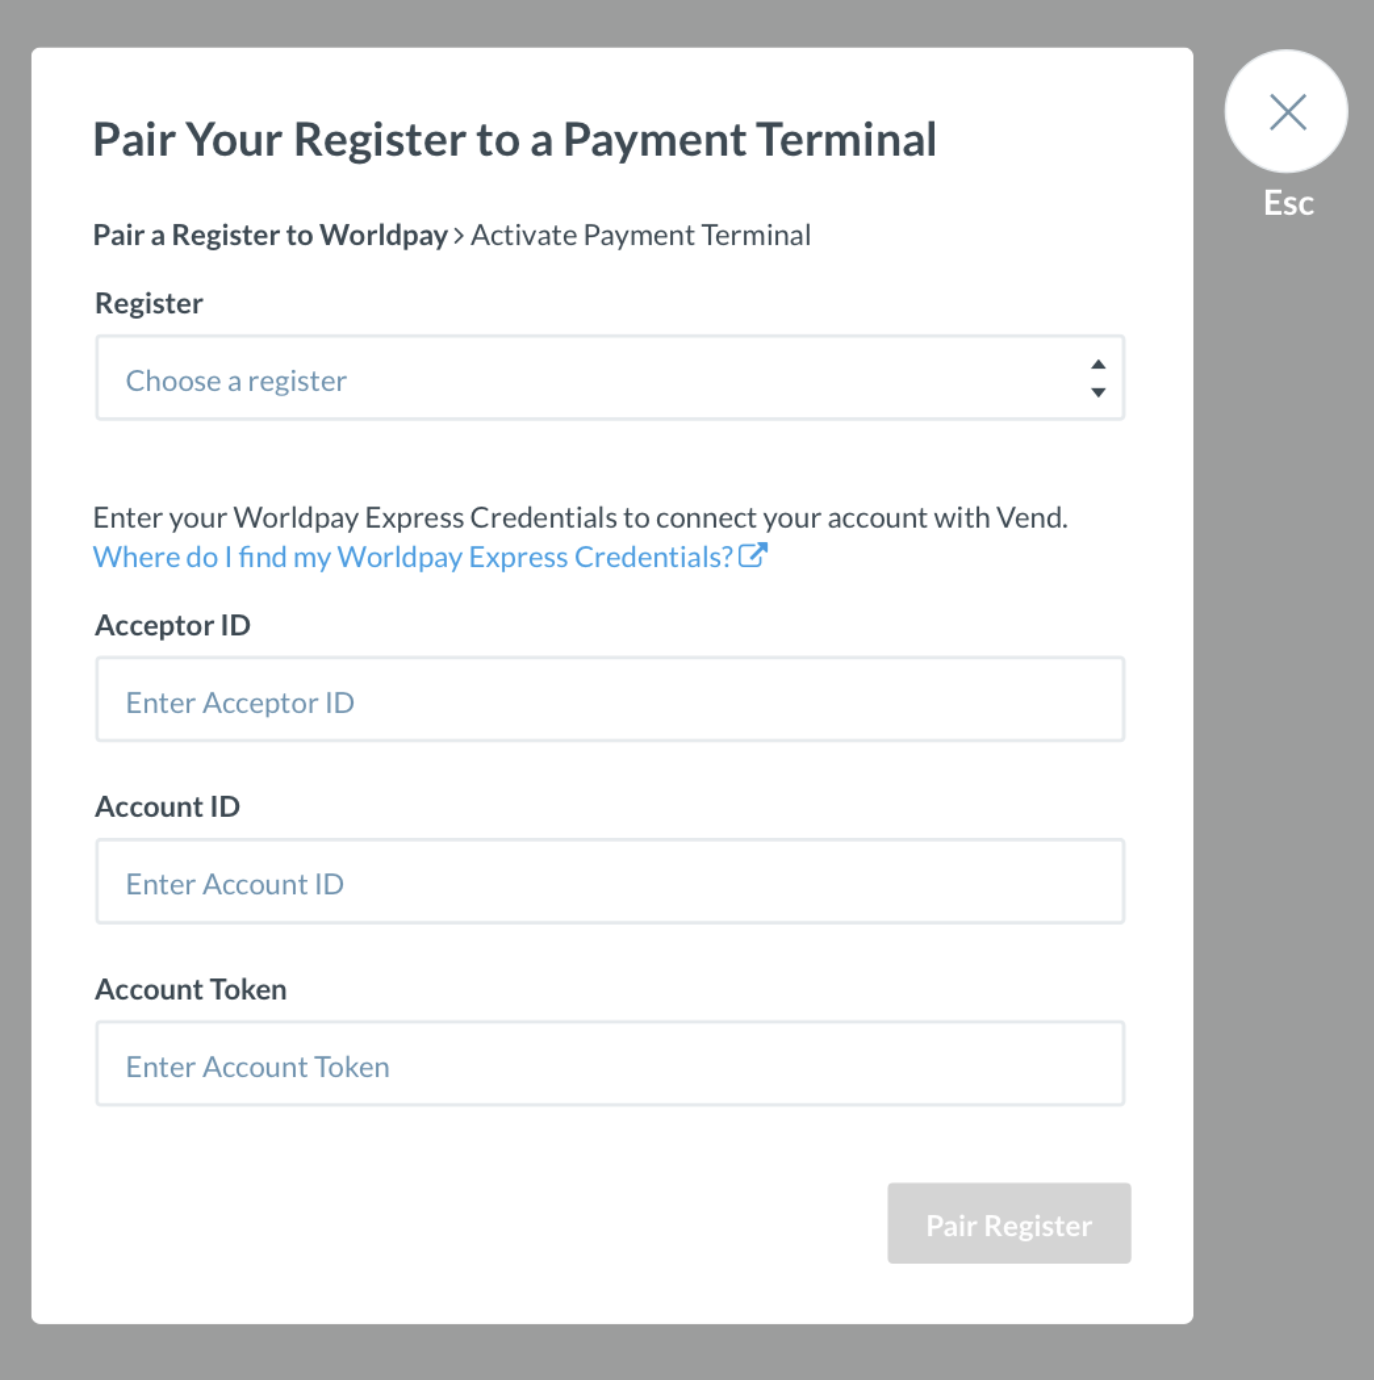 Pair Your Register to a Payment Terminal
Esc
Pair a Register to Worldpay > Activate Payment Terminal
Register
Choose a register
Enter your Worldpay Express Credentials to connect your account with Vend.
Where do I find my Worldpay Express Credentials?
Acceptor ID
Enter Acceptor ID
Account ID
Enter Account ID
Account Token
Enter Account Token
Pair Register